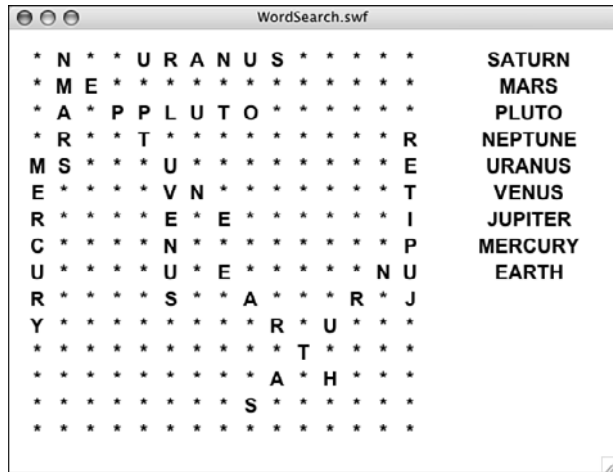 WordSearch.swf
* N * * U R A N U S * * * * * SATURN
* M E * * * * * * * * * * * * MARS
* A * P P L U T O * * * * * * PLUTO
* R * * T * * * * * * * * * R NEPTUNE
M S * * * U * * * * * * * * E URANUS
E * * * * V N * * * * * * * T VENUS
R * * * * E * E * * * * * * I JUPITER
C * * * * N * * * * * * * * P MERCURY
U * * * * U * E * * * * * N U EARTH
R * * * * S * * A * * * R * J
Y * * * * * * * * R * U * * *
* * * * * * * * * * T * * * *
* * * * * * * * * A * H * * *
* * * * * * * * S * * * * * *
* * * * * * * * * * * * * * *